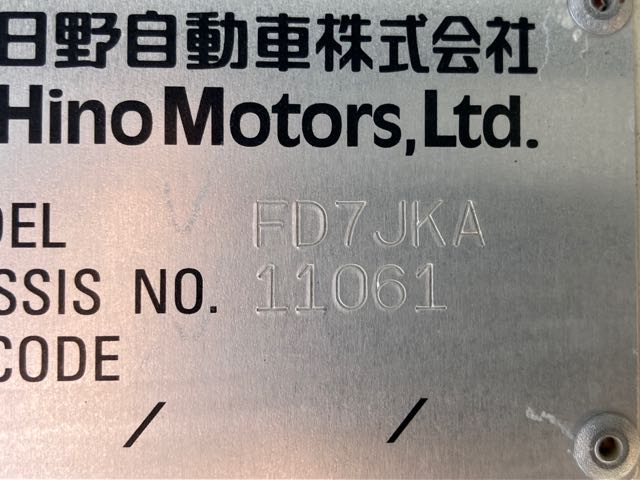 日野自動車株式会社
Hino Motors, Ltd.
DEL FD7JKA
SSIS NO. 11061
CODE
/ /